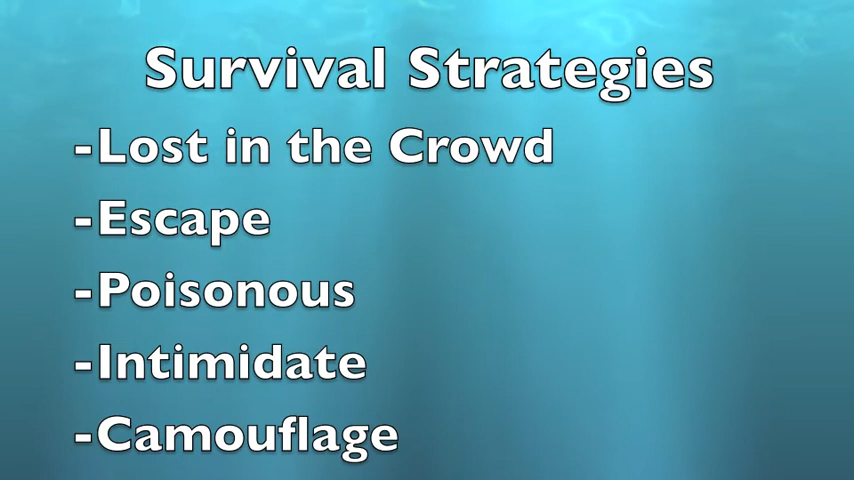 Survival Strategies
-Lost in the Crowd
-Escape
-Poisonous
-Intimidate
-Camouflage